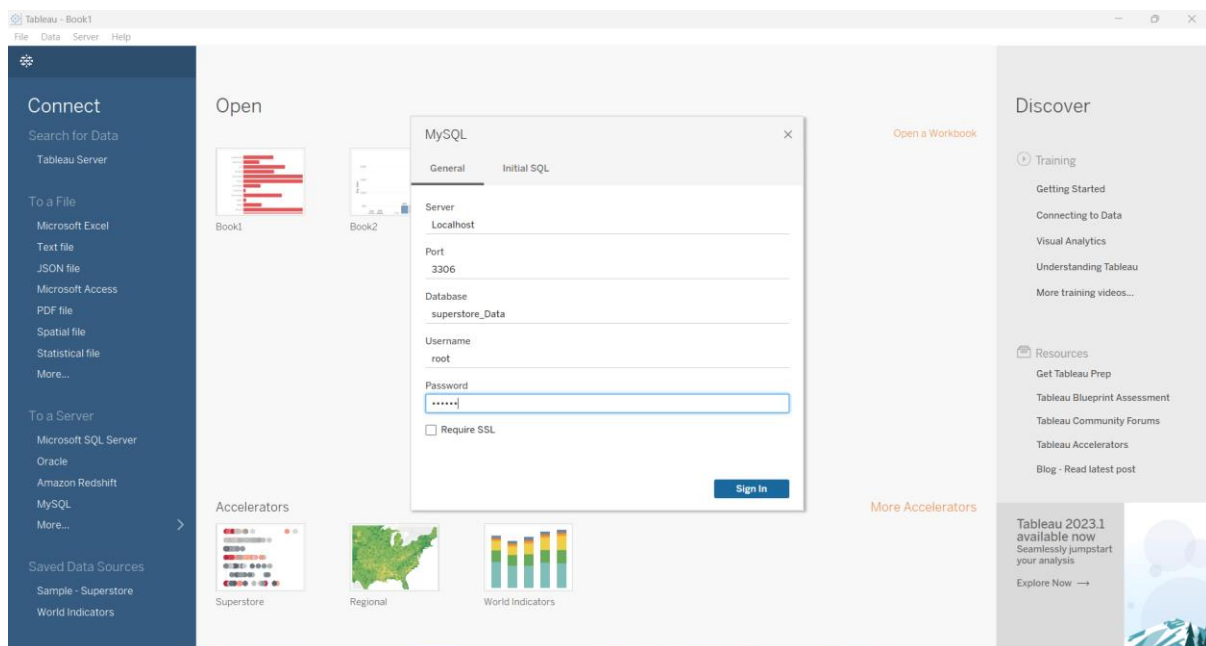 Tableau - Book1
File Data Server Help
Connect
Search for Data
Tableau Server
To a File
Microsoft Excel
Text file
JSON file
Microsoft Access
PDF file
Spatial file
Statistical file
More...
To a Server
Microsoft SQL Server
Oracle
Amazon Redshift
MySQL
More...
Saved Data Sources
Sample - Superstore
World Indicators
Open
Open a Workbook
Book1
Book2
MySQL
General Initial SQL
Server
Localhost
Port
3306
Database
superstore_Data
Username
root
Password
••••••
Require SSL
Sign In
Accelerators
More Accelerators
Superstore
Regional
World Indicators
Discover
Training
Getting Started
Connecting to Data
Visual Analytics
Understanding Tableau
More training videos...
Resources
Get Tableau Prep
Tableau Blueprint Assessment
Tableau Community Forums
Tableau Accelerators
Blog - Read latest post
Tableau 2023.1
available now
Seamlessly jumpstart
your analysis
Explore Now →